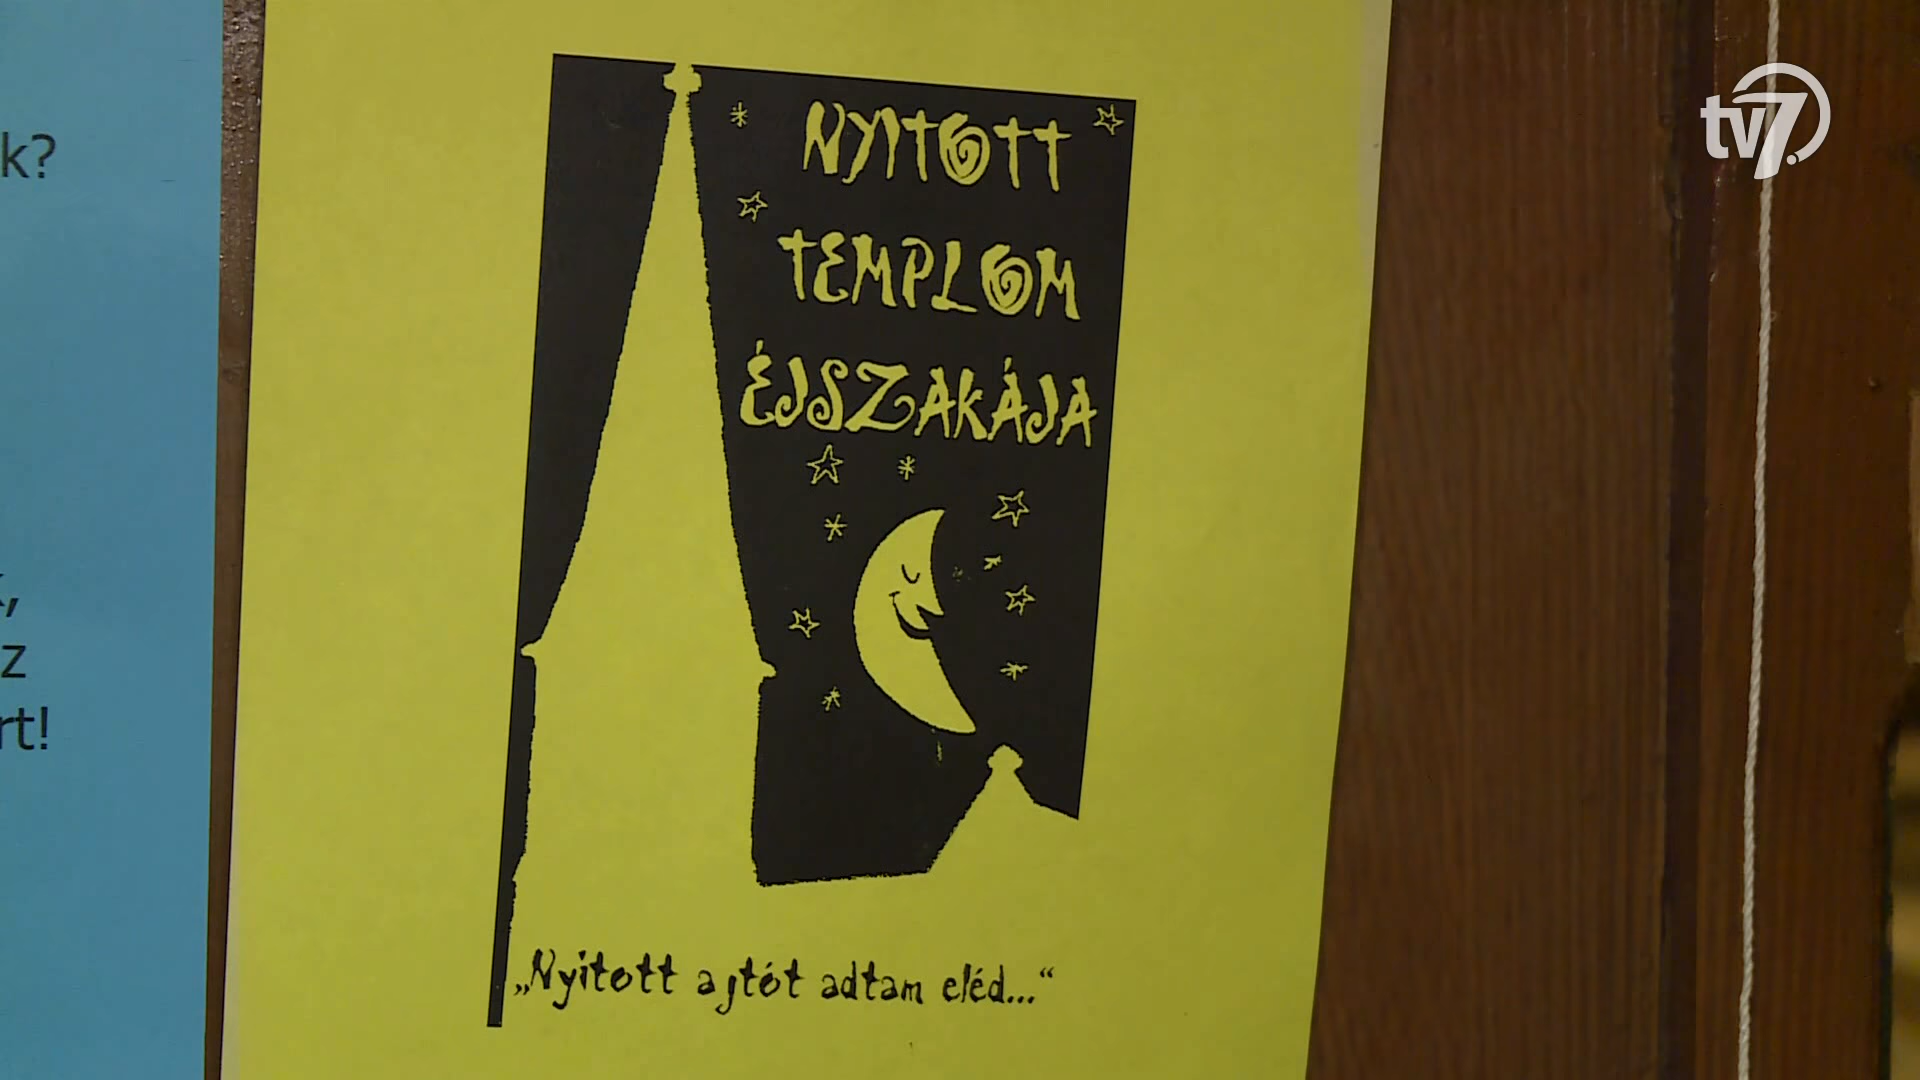 k?
z
rt!
NYITOTT
TEMPLOM
ÉJSZAKÁJA
„Nyitott ajtót adtam eléd..."
tv7.